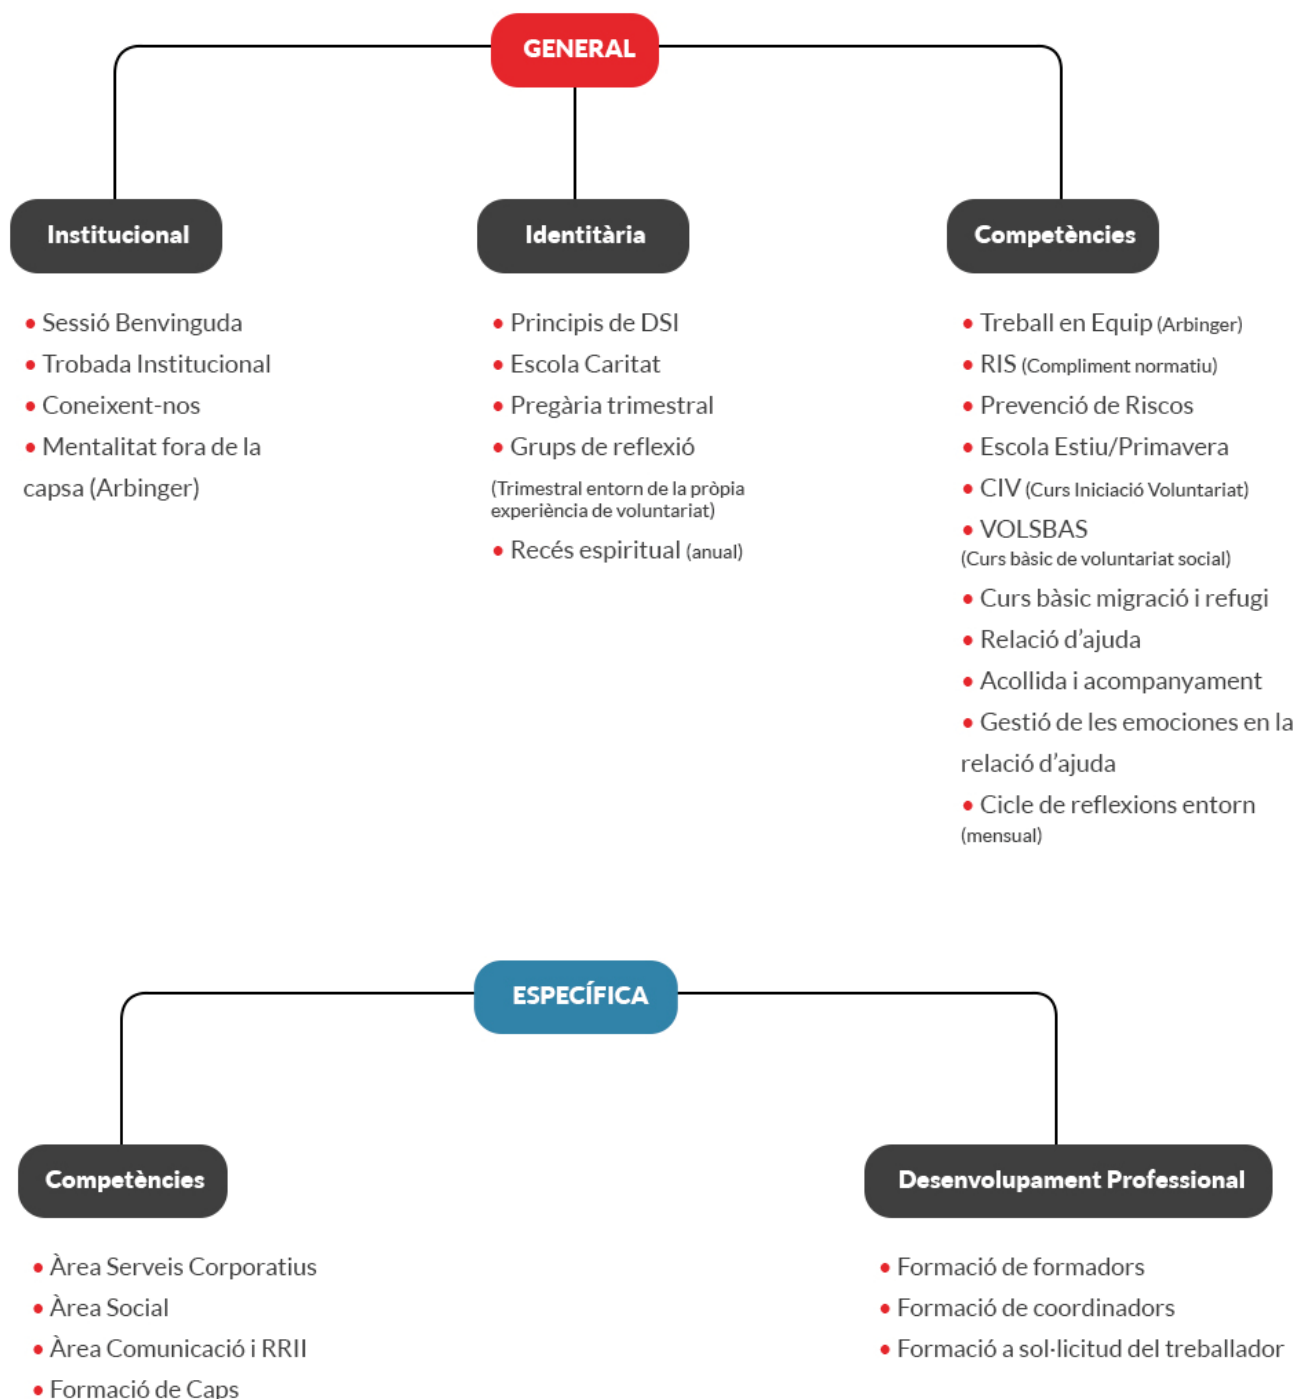 GENERAL
Institucional
• Sessió Benvinguda
• Trobada Institucional
• Coneixent-nos
• Mentalitat fora de la
capsa (Arbinger)
Identitària
• Principis de DSI
• Escola Caritat
• Pregària trimestral
• Grups de reflexió
(Trimestral entorn de la pròpia
experiència de voluntariat)
• Recés espiritual (anual)
Competències
• Treball en Equip (Arbinger)
• RIS (Compliment normatiu)
• Prevenció de Riscos
• Escola Estiu/Primavera
• CIV (Curs Iniciació Voluntariat)
• VOLSBAS
(Curs bàsic de voluntariat social)
• Curs bàsic migració i refugi
• Relació d’ajuda
• Acollida i acompanyament
• Gestió de les emociones en la
relació d’ajuda
• Cicle de reflexions entorn
(mensual)
ESPECÍFICA
Competències
• Àrea Serveis Corporatius
• Àrea Social
• Àrea Comunicació i RRII
• Formació de Caps
Desenvolupament Professional
• Formació de formadors
• Formació de coordinadors
• Formació a sol·licitud del treballador